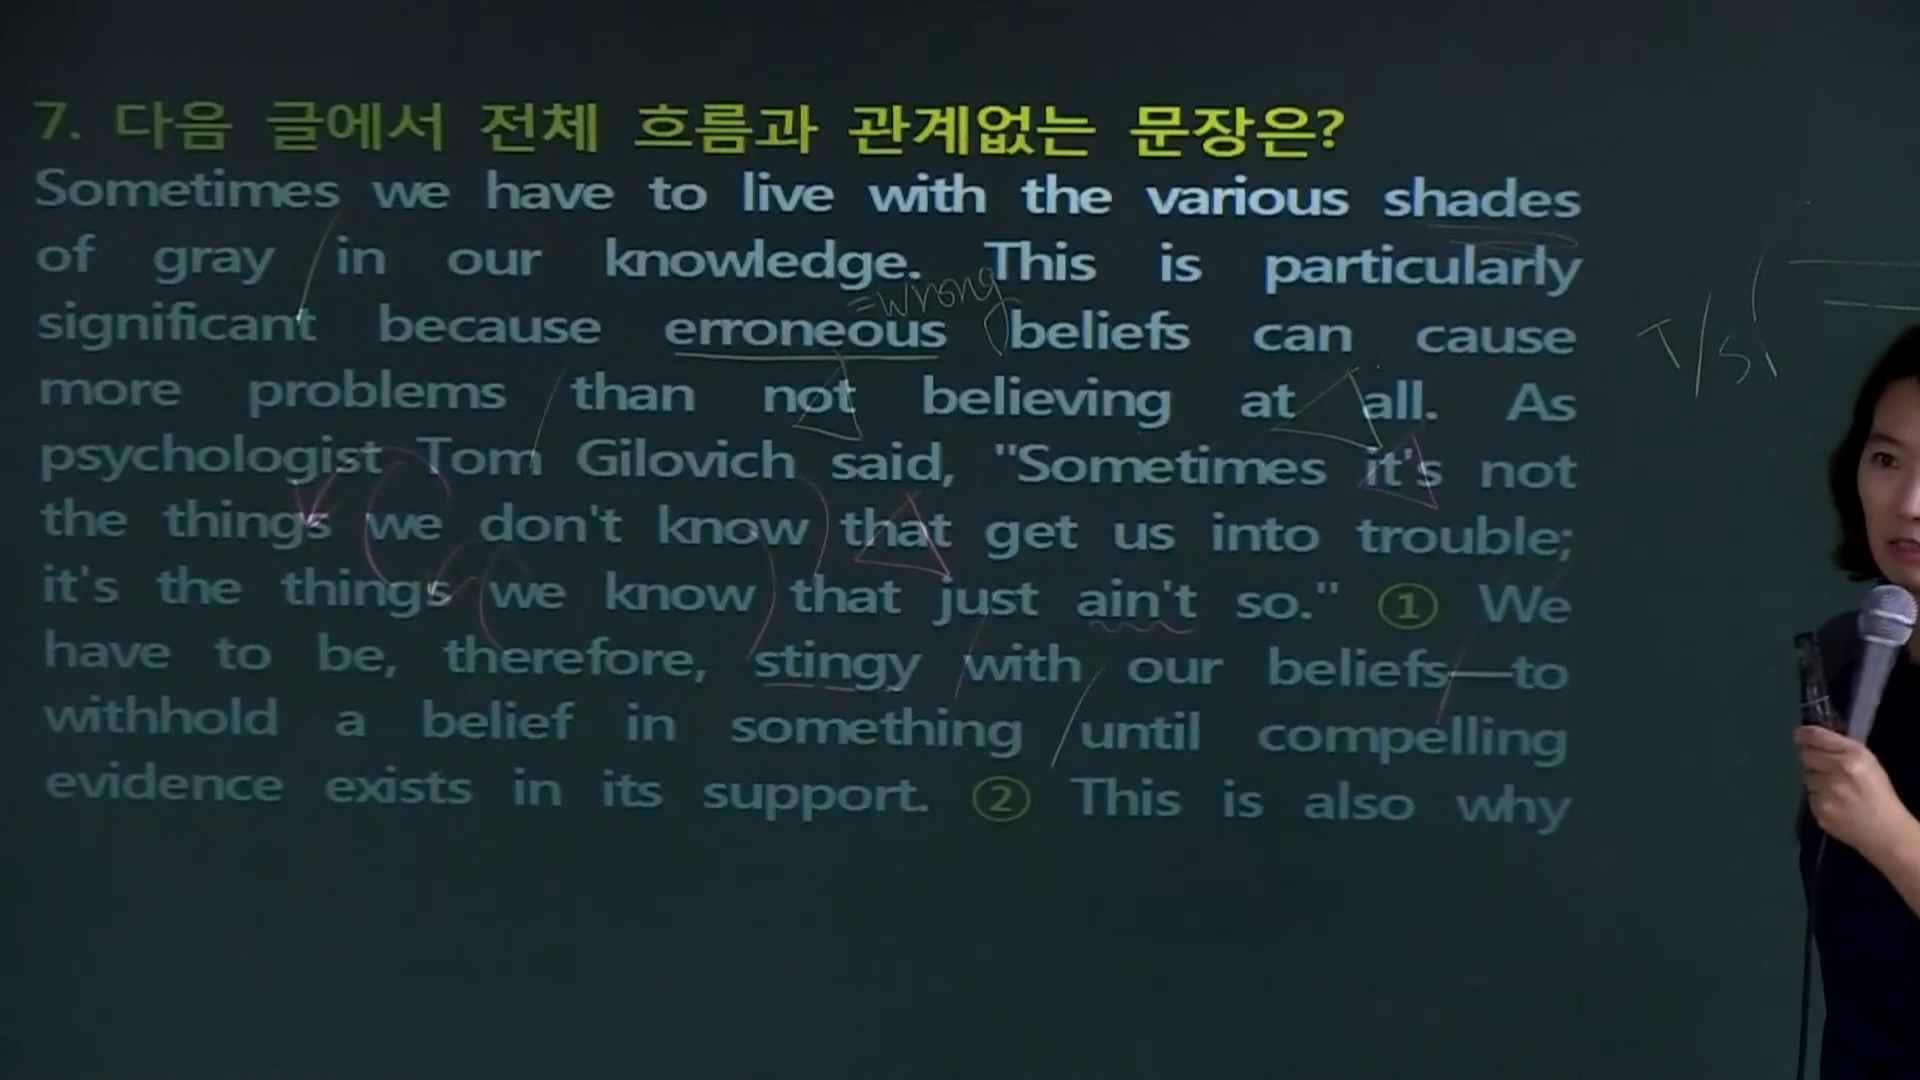 7. 다음 글에서 전체 흐름과 관계없는 문장은?
Sometimes we have to live with the various shades
of gray in our knowledge. This is particularly
=wrong
significant because erroneous beliefs can cause
more problems than not believing at all. As
psychologist Tom Gilovich said, "Sometimes it's not
the things we don't know that get us into trouble;
it's the things we know that just ain't so." ① We
have to be, therefore, stingy with our beliefs—to
withhold a belief in something until compelling
evidence exists in its support. ② This is also why